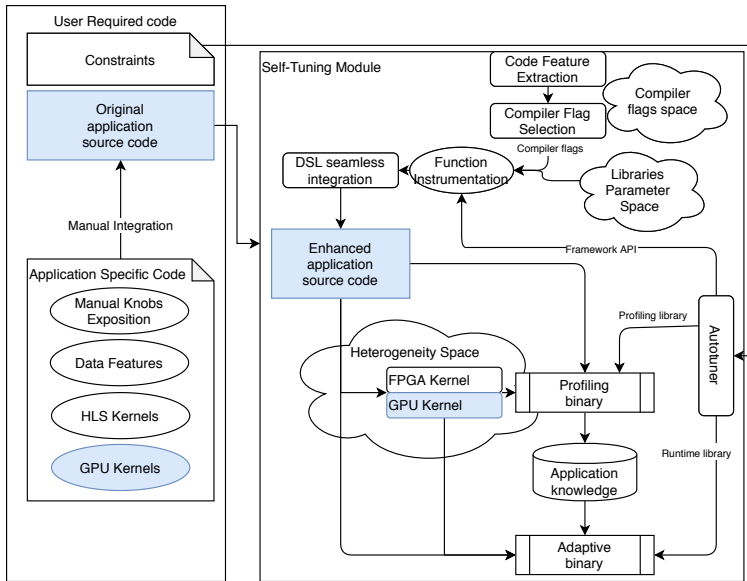 User Required code
Constraints
Original
application
source code
Manual Integration
Application Specific Code
Manual Knobs
Exposition
Data Features
HLS Kernels
GPU Kernels
Self-Tuning Module
Code Feature
Extraction
Compiler Flag
Selection
Compiler
flags space
Compiler flags
DSL seamless
integration
Function
Instrumentation
Libraries
Parameter
Space
Enhanced
application
source code
Framework API
Profiling library
Autotuner
Heterogeneity Space
FPGA Kernel
GPU Kernel
Profiling
binary
Runtime library
Application
knowledge
Adaptive
binary